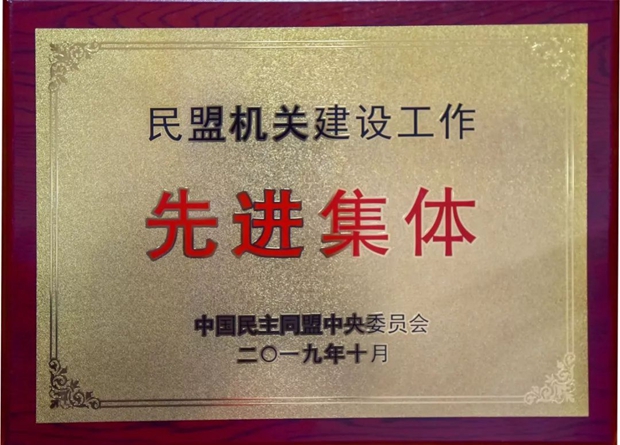 民盟机关建设工作
先进集体
中国民主同盟中央委员会
二〇一九年十月